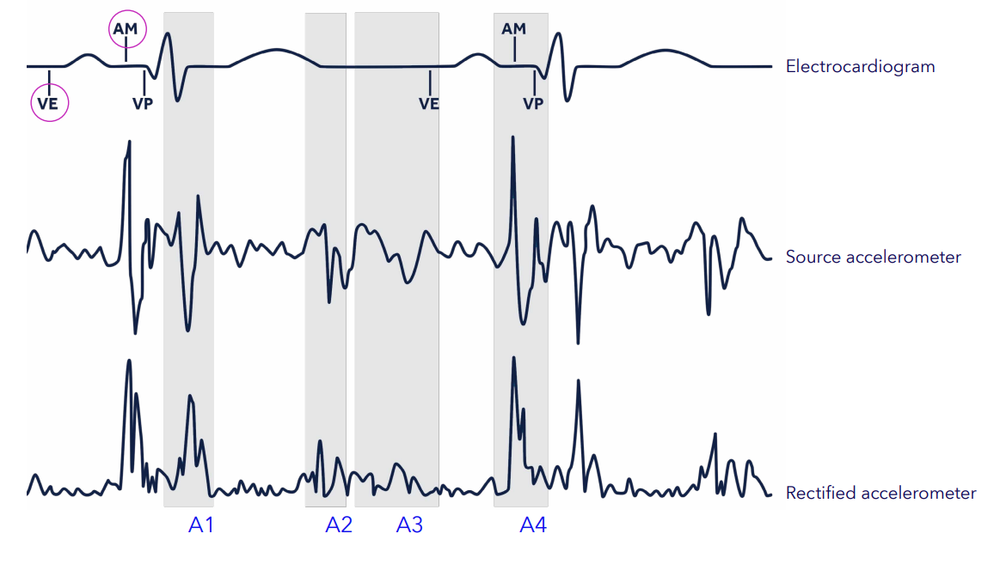 AM
AM
Electrocardiogram
VE
VP
VE
VP
Source accelerometer
Rectified accelerometer
A1
A2
A3
A4